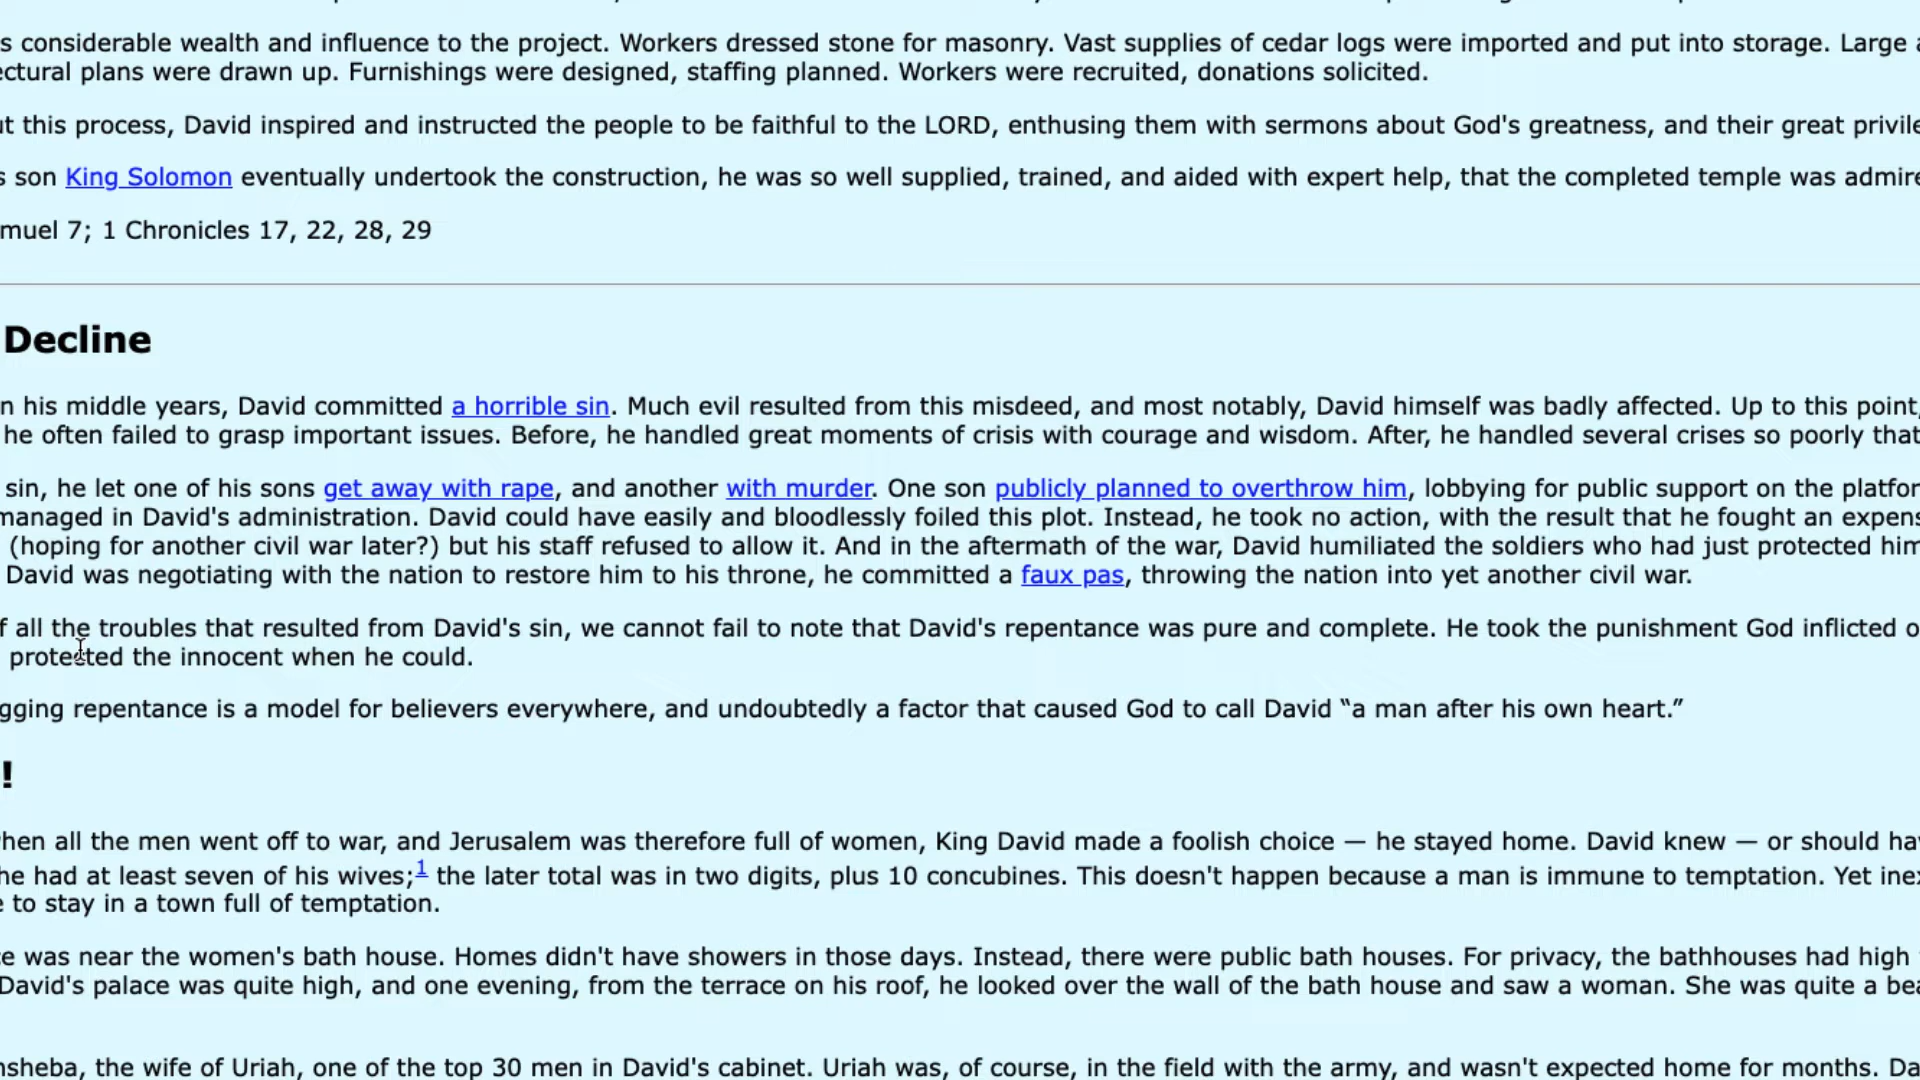 s considerable wealth and influence to the project. Workers dressed stone for masonry. Vast supplies of cedar logs were imported and put into storage. Large
ectural plans were drawn up. Furnishings were designed, staffing planned. Workers were recruited, donations solicited.
ut this process, David inspired and instructed the people to be faithful to the LORD, enthusing them with sermons about God's greatness, and their great privile
s son King Solomon eventually undertook the construction, he was so well supplied, trained, and aided with expert help, that the completed temple was admire
muel 7; 1 Chronicles 17, 22, 28, 29
Decline
n his middle years, David committed a horrible sin. Much evil resulted from this misdeed, and most notably, David himself was badly affected. Up to this point,
he often failed to grasp important issues. Before, he handled great moments of crisis with courage and wisdom. After, he handled several crises so poorly that
sin, he let one of his sons get away with rape, and another with murder. One son publicly planned to overthrow him, lobbying for public support on the platfor
managed in David's administration. David could have easily and bloodlessly foiled this plot. Instead, he took no action, with the result that he fought an expens
(hoping for another civil war later?) but his staff refused to allow it. And in the aftermath of the war, David humiliated the soldiers who had just protected him
David was negotiating with the nation to restore him to his throne, he committed a faux pas, throwing the nation into yet another civil war.
f all the troubles that resulted from David's sin, we cannot fail to note that David's repentance was pure and complete. He took the punishment God inflicted o
protected the innocent when he could.
gging repentance is a model for believers everywhere, and undoubtedly a factor that caused God to call David “a man after his own heart.”
!
hen all the men went off to war, and Jerusalem was therefore full of women, King David made a foolish choice — he stayed home. David knew — or should hav
he had at least seven of his wives;1 the later total was in two digits, plus 10 concubines. This doesn't happen because a man is immune to temptation. Yet inex
e to stay in a town full of temptation.
ce was near the women's bath house. Homes didn't have showers in those days. Instead, there were public bath houses. For privacy, the bathhouses had high
David's palace was quite high, and one evening, from the terrace on his roof, he looked over the wall of the bath house and saw a woman. She was quite a bea
hsheba, the wife of Uriah, one of the top 30 men in David's cabinet. Uriah was, of course, in the field with the army, and wasn't expected home for months. Da